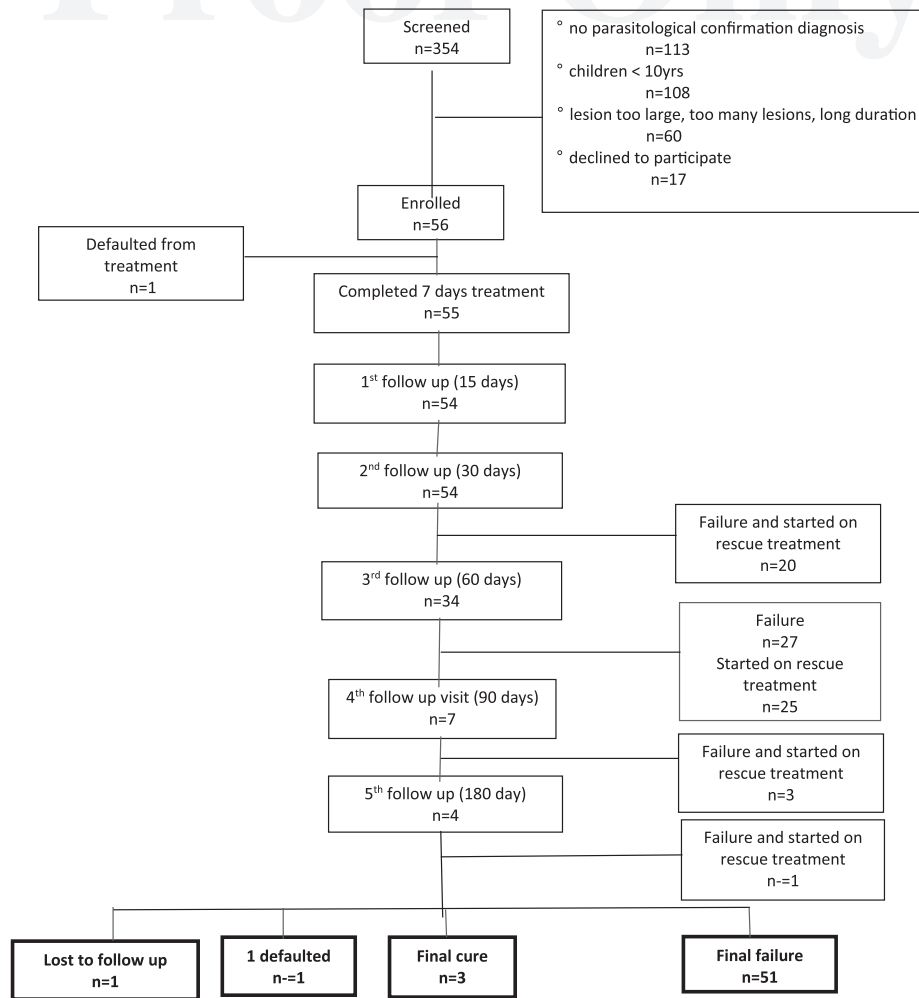 Proof Only
Screened
n=354
° no parasitological confirmation diagnosis
n=113
° children < 10yrs
n=108
° lesion too large, too many lesions, long duration
n=60
° declined to participate
n=17
Enrolled
n=56
Defaulted from
treatment
n=1
Completed 7 days treatment
n=55
1st follow up (15 days)
n=54
2nd follow up (30 days)
n=54
Failure and started on
rescue treatment
n=20
3rd follow up (60 days)
n=34
Failure
n=27
Started on rescue
treatment
n=25
4th follow up visit (90 days)
n=7
Failure and started on
rescue treatment
n=3
5th follow up (180 day)
n=4
Failure and started on
rescue treatment
n-=1
Lost to follow up
n=1
1 defaulted
n-=1
Final cure
n=3
Final failure
n=51